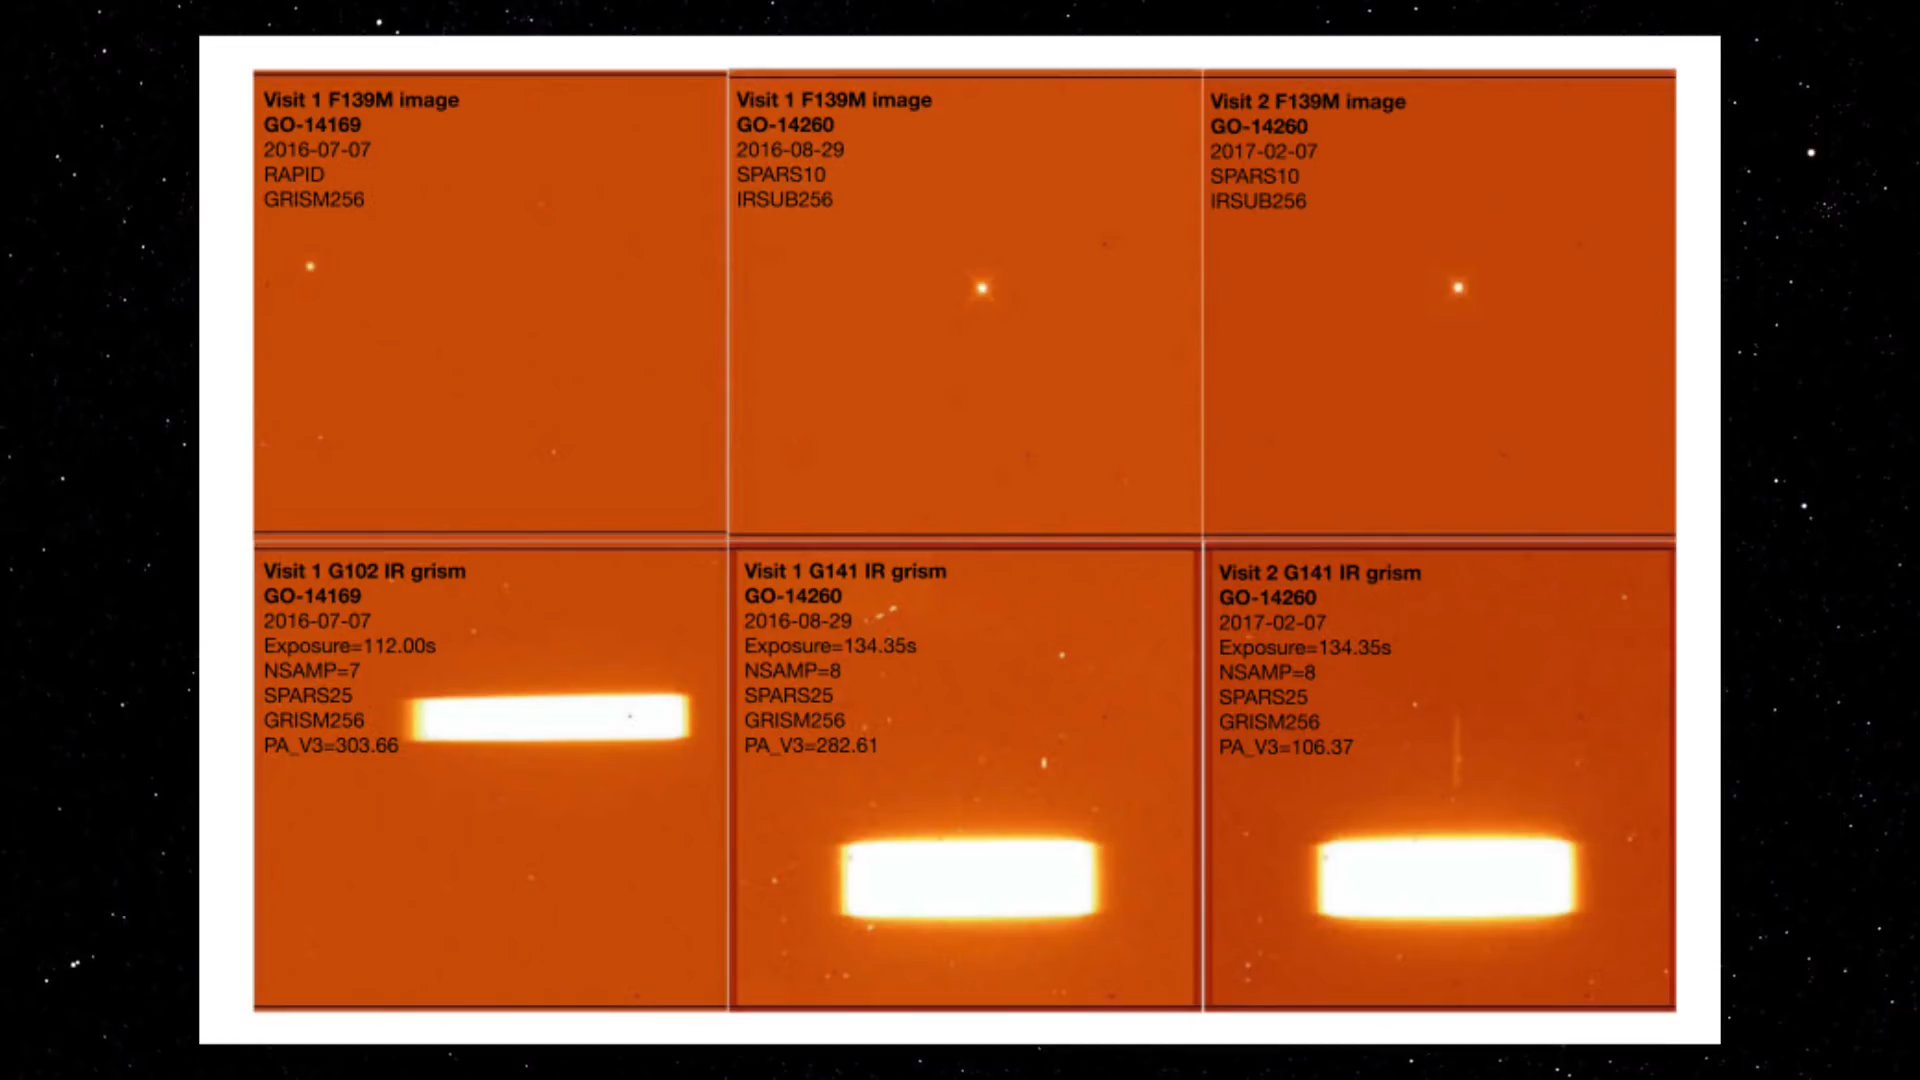 Visit 1 F139M image
GO-14169
2016-07-07
RAPID
GRISM256
Visit 1 F139M image
GO-14260
2016-08-29
SPARS10
IRSUB256
Visit 2 F139M image
GO-14260
2017-02-07
SPARS10
IRSUB256
Visit 1 G102 IR grism
GO-14169
2016-07-07
Exposure=112.00s
NSAMP=7
SPARS25
GRISM256
PA_V3=303.66
Visit 1 G141 IR grism
GO-14260
2016-08-29
Exposure=134.35s
NSAMP=8
SPARS25
GRISM256
PA_V3=282.61
Visit 2 G141 IR grism
GO-14260
2017-02-07
Exposure=134.35s
NSAMP=8
SPARS25
GRISM256
PA_V3=106.37